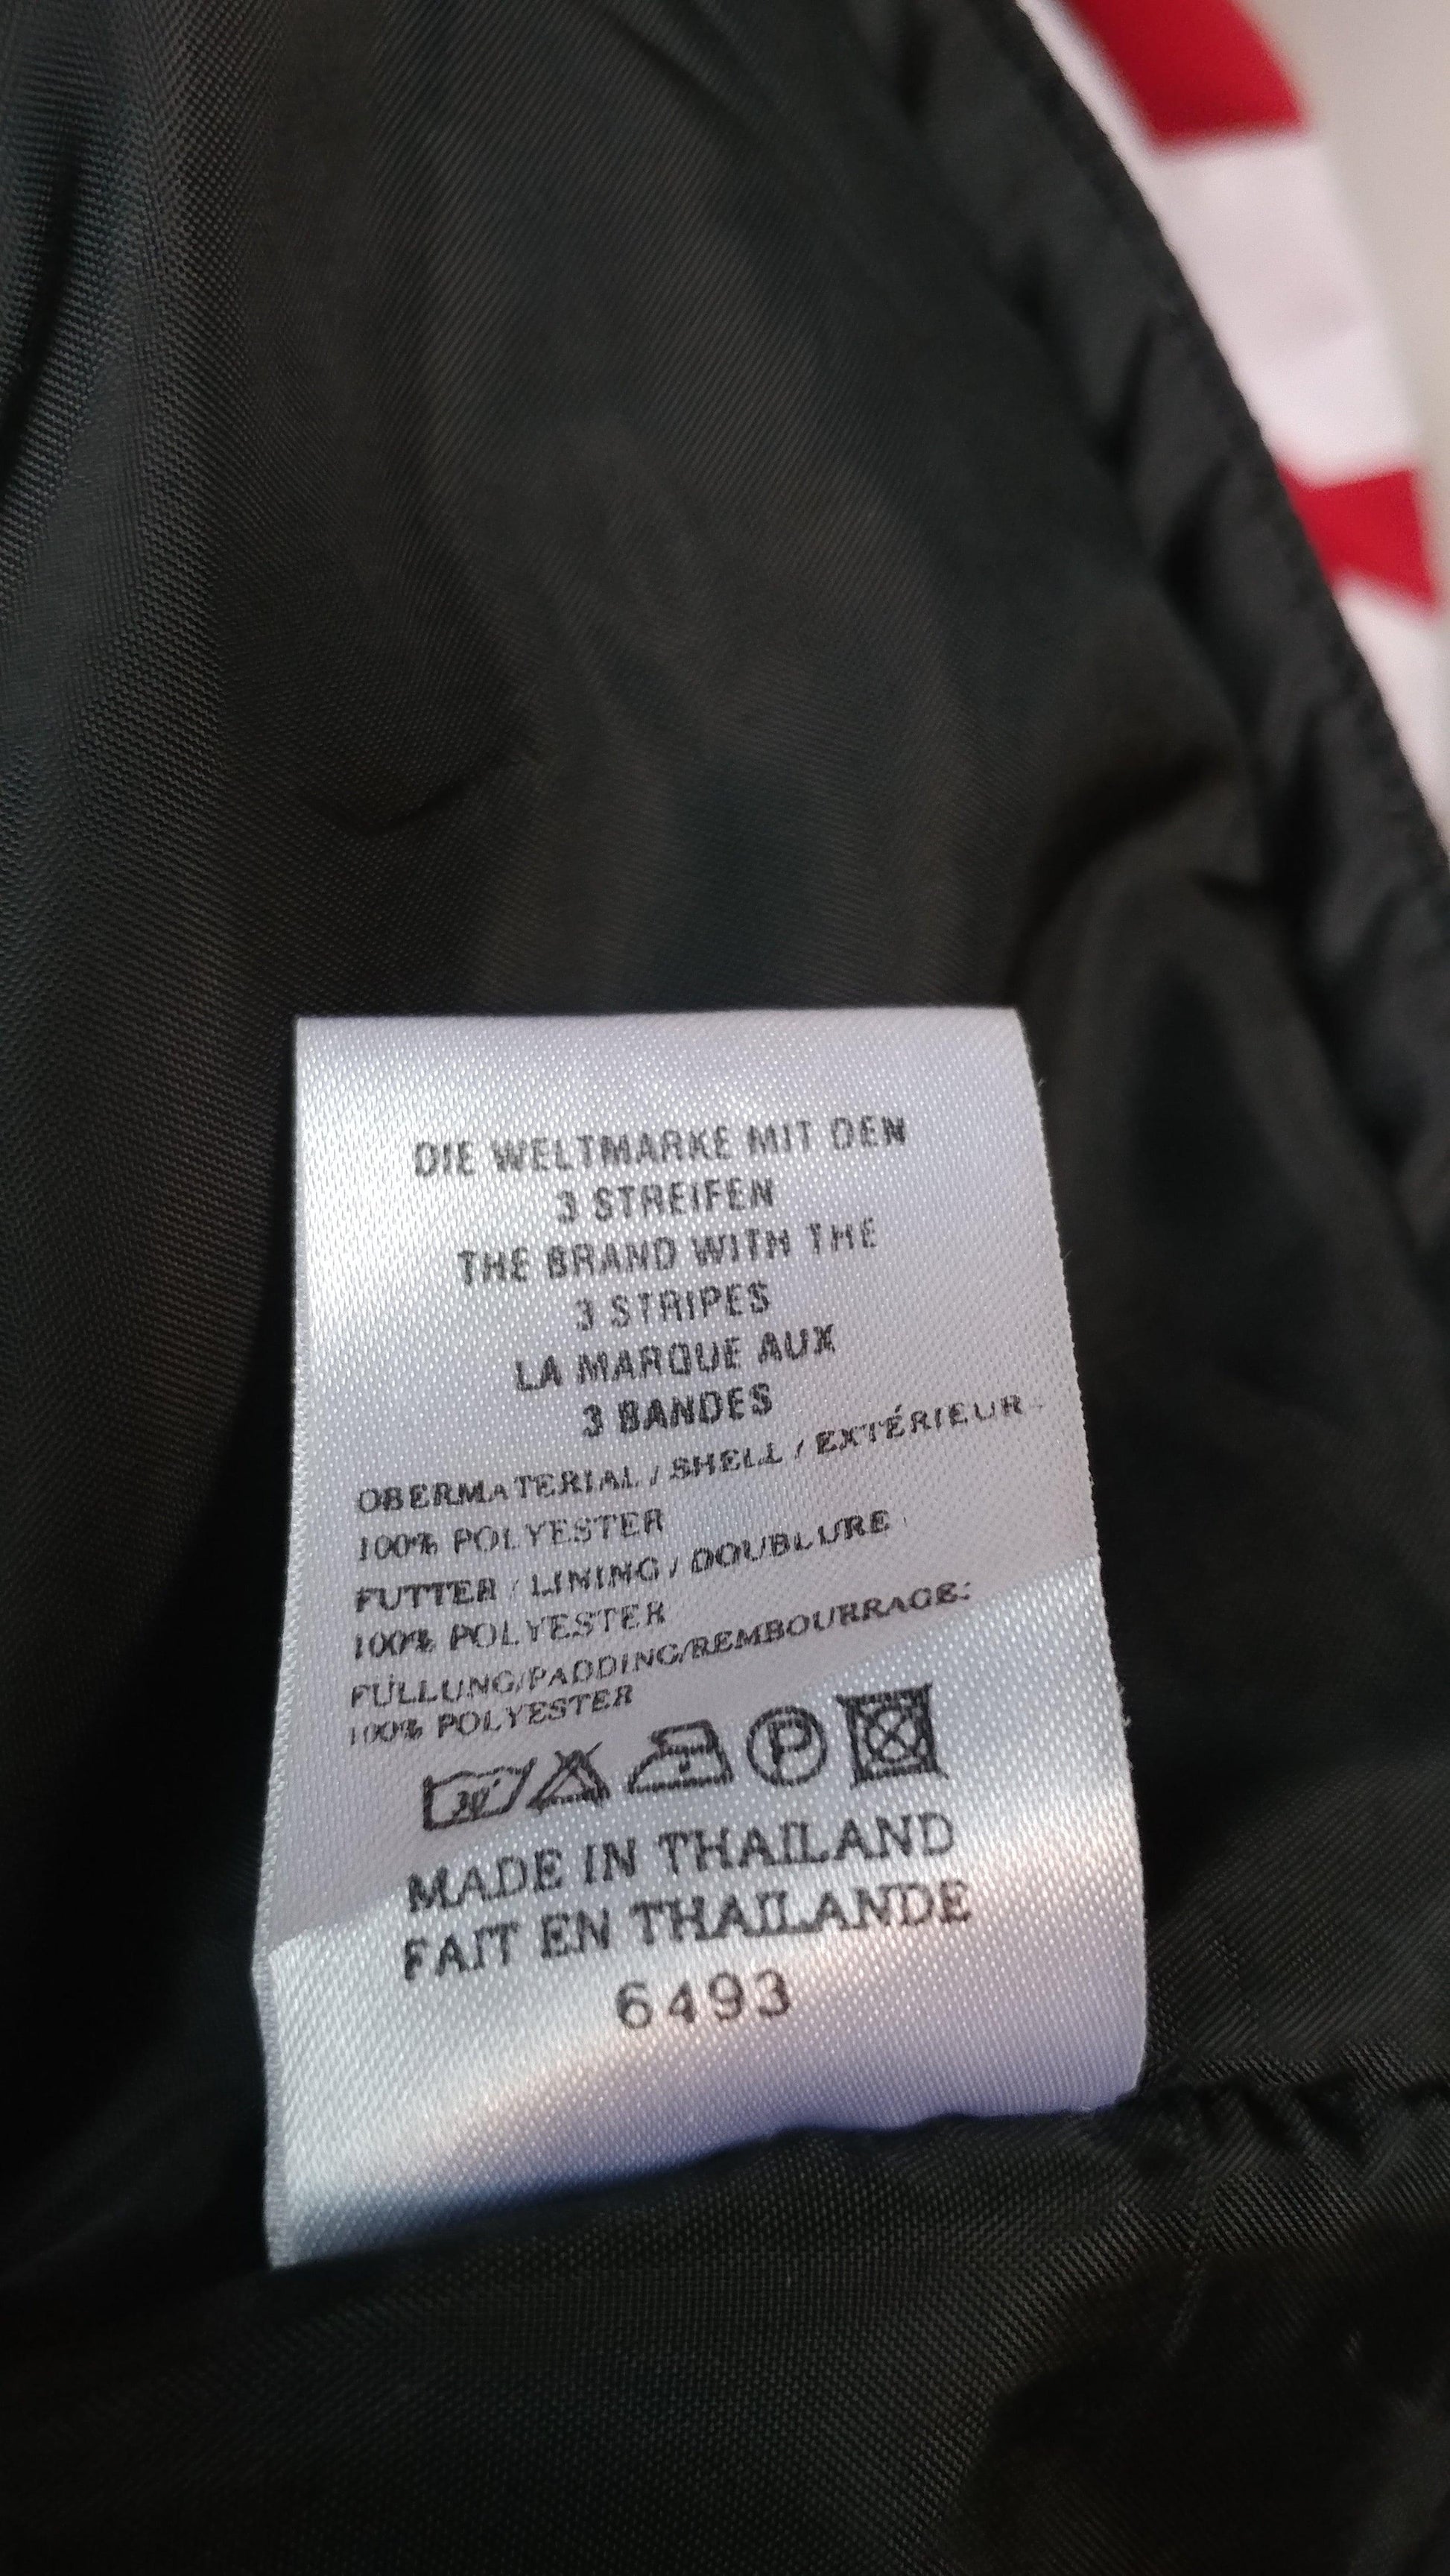 DIE WELTMARKE MIT DEN
3 STREIFEN
THE BRAND WITH THE
3 STRIPES
LA MARQUE AUX
3 BANDES
OBERMATERIAL / SHELL / EXTÉRIEUR :
100% POLYESTER
FUTTER / LINING / DOUBLURE :
100% POLYESTER
FÜLLUNG/PADDING/REMBOURRAGE:
100% POLYESTER
30 P
MADE IN THAILAND
FAIT EN THAILANDE
6493